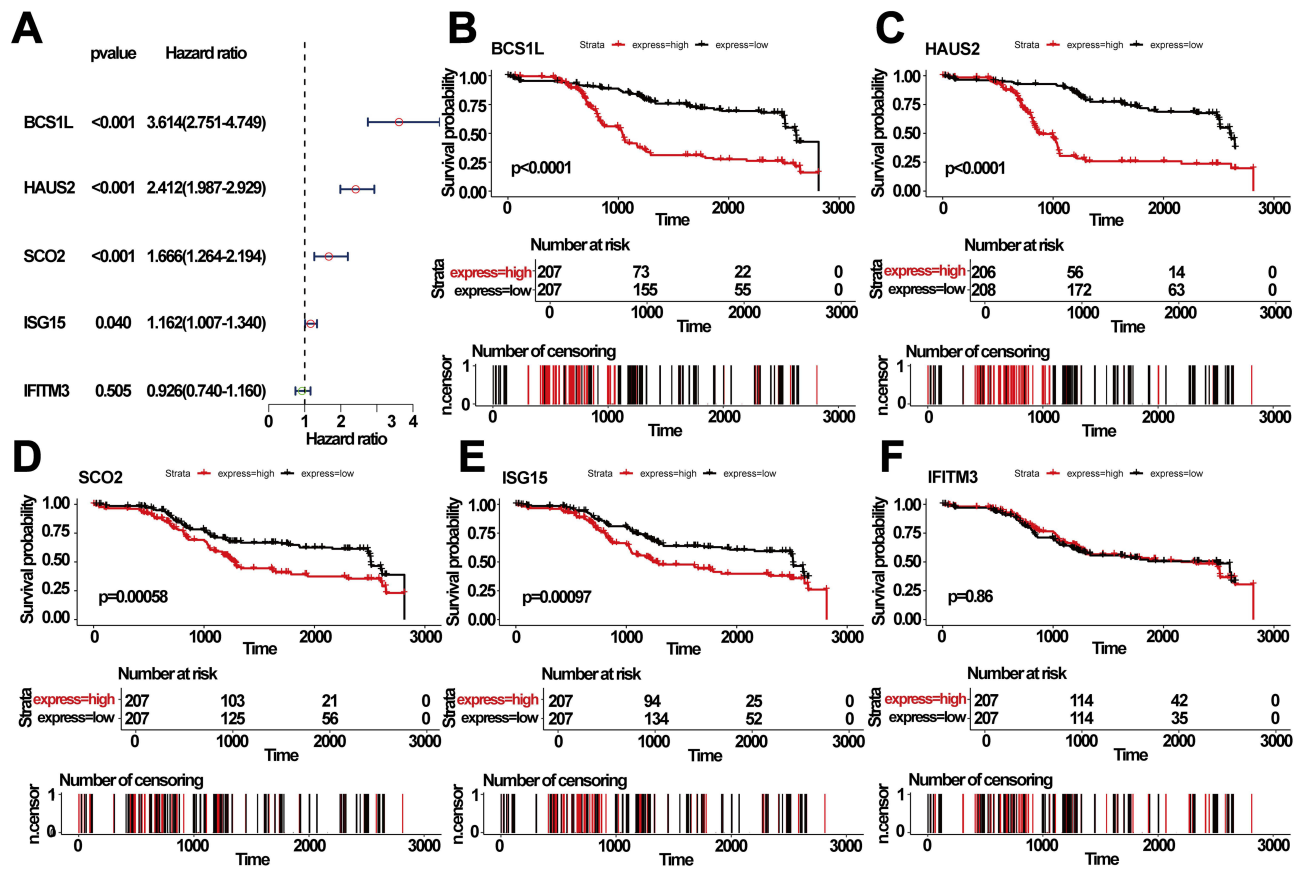 A
pvalue Hazard ratio
BCS1L <0.001 3.614(2.751-4.749)
HAUS2 <0.001 2.412(1.987-2.929)
SCO2 <0.001 1.666(1.264-2.194)
ISG15 0.040 1.162(1.007-1.340)
IFITM3 0.505 0.926(0.740-1.160)
0 1 2 3 4
Hazard ratio
B
BCS1L
Strata express=high express=low
Survival probability
1.00
0.75
0.50
0.25
0.00
p<0.0001
0 1000 2000 3000
Time
Number at risk
Strata
express=high 207 73 22 0
express=low 207 155 55 0
0 1000 2000 3000
Time
Number of censoring
n.censor
1
0
0 1000 2000 3000
Time
C
HAUS2
Strata express=high express=low
Survival probability
1.00
0.75
0.50
0.25
0.00
p<0.0001
0 1000 2000 3000
Time
Number at risk
Strata
express=high 206 56 14 0
express=low 208 172 63 0
0 1000 2000 3000
Time
Number of censoring
n.censor
1
0
0 1000 2000 3000
Time
D
SCO2
Strata express=high express=low
Survival probability
1.00
0.75
0.50
0.25
0.00
p=0.00058
0 1000 2000 3000
Time
Number at risk
Strata
express=high 207 103 21 0
express=low 207 125 56 0
0 1000 2000 3000
Time
Number of censoring
n.censor
1
0
0 1000 2000 3000
Time
E
ISG15
Strata express=high express=low
Survival probability
1.00
0.75
0.50
0.25
0.00
p=0.00097
0 1000 2000 3000
Time
Number at risk
Strata
express=high 207 94 25 0
express=low 207 134 52 0
0 1000 2000 3000
Time
Number of censoring
n.censor
1
0
0 1000 2000 3000
Time
F
IFITM3
Strata express=high express=low
Survival probability
1.00
0.75
0.50
0.25
0.00
p=0.86
0 1000 2000 3000
Time
Number at risk
Strata
express=high 207 114 42 0
express=low 207 114 35 0
0 1000 2000 3000
Time
Number of censoring
n.censor
1
0
0 1000 2000 3000
Time